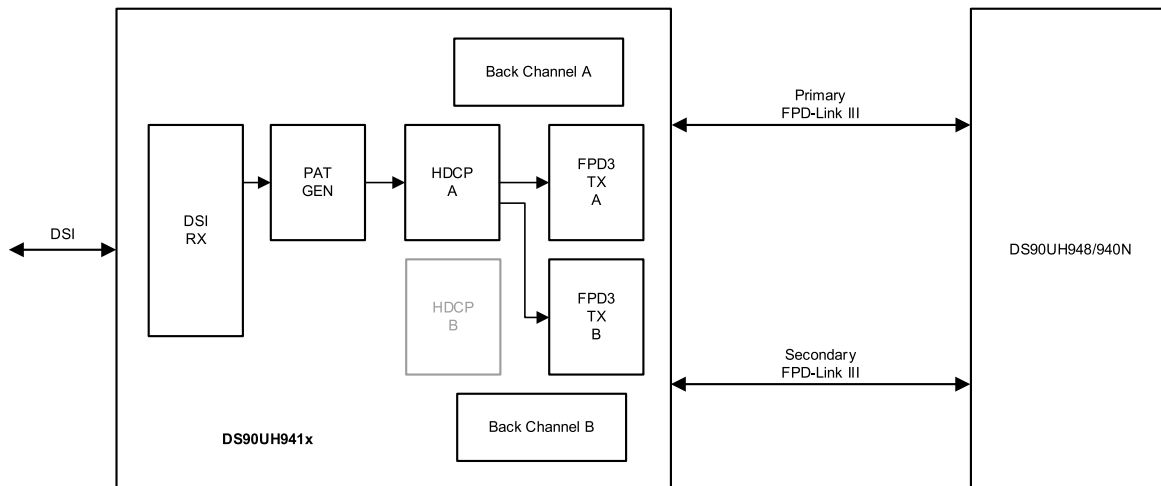 Back Channel A
Primary
FPD-Link III
DSI
RX
PAT
GEN
HDCP
A
FPD3
TX
A
DSI
DS90UH948/940N
HDCP
B
FPD3
TX
B
Secondary
FPD-Link III
Back Channel B
DS90UH941x